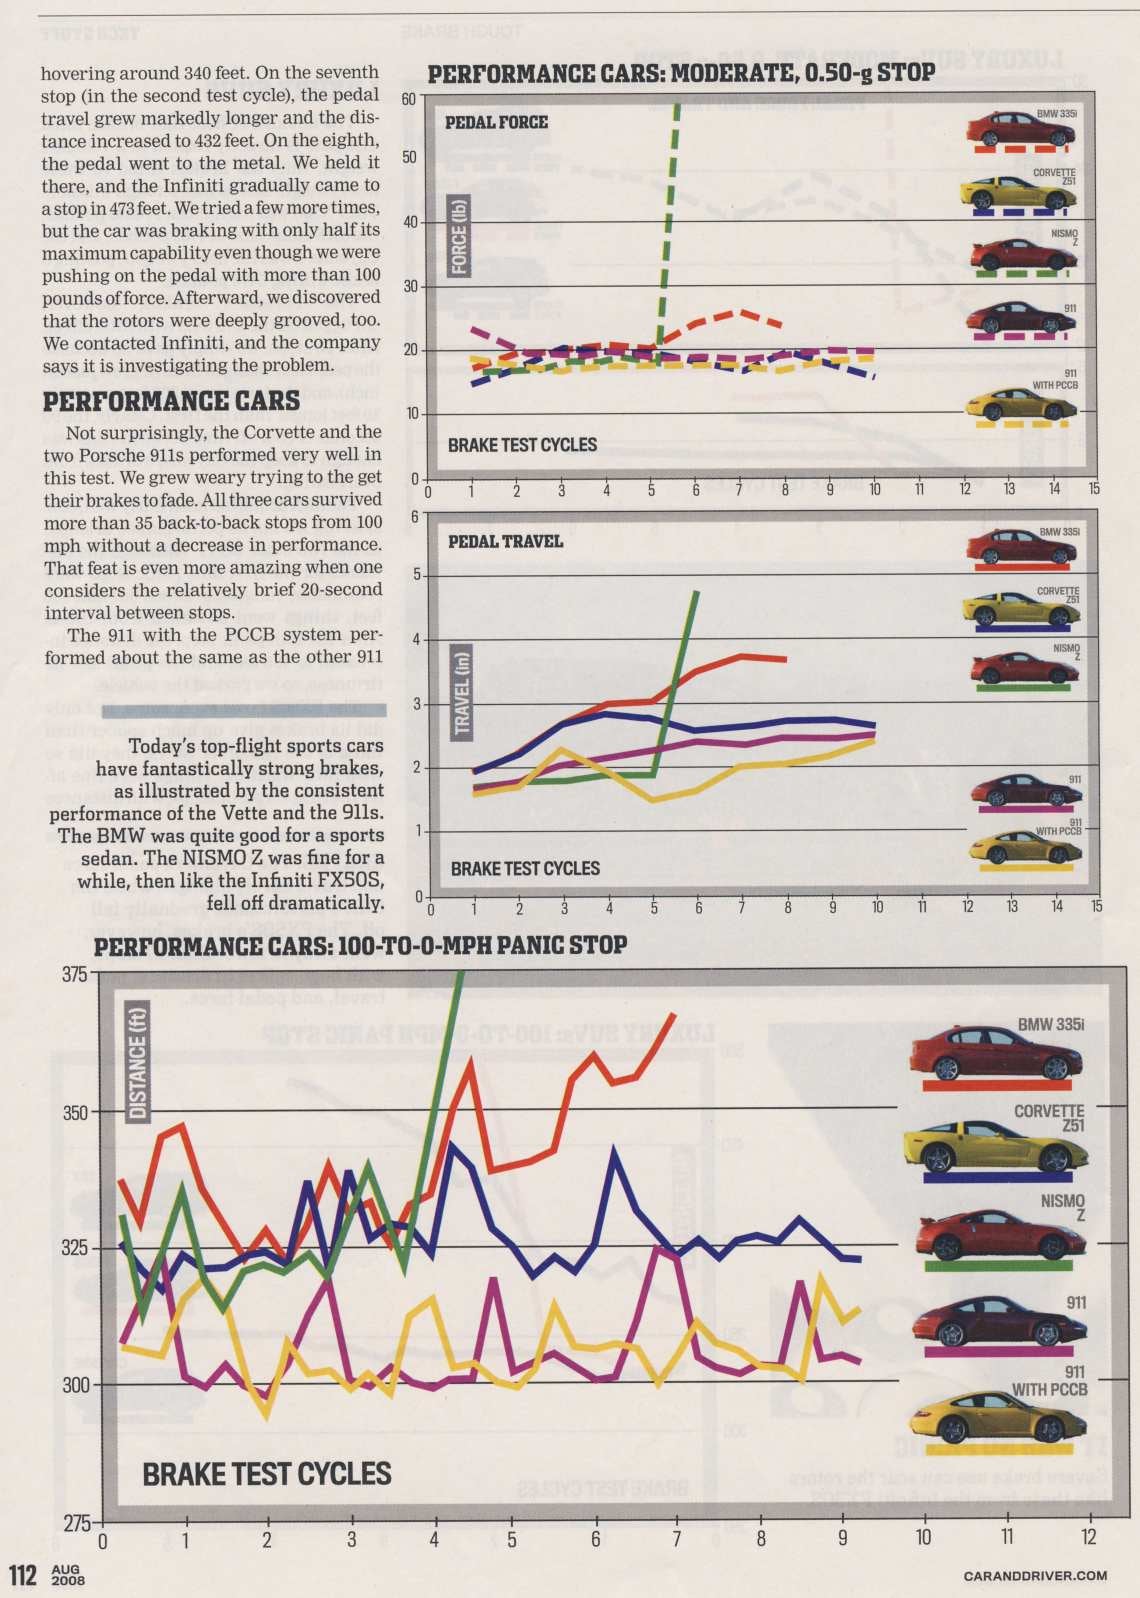 hovering around 340 feet. On the seventh
stop (in the second test cycle), the pedal
travel grew markedly longer and the dis-
tance increased to 432 feet. On the eighth,
the pedal went to the metal. We held it
there, and the Infiniti gradually came to
a stop in 473 feet. We tried a few more times,
but the car was braking with only half its
maximum capability even though we were
pushing on the pedal with more than 100
pounds of force. Afterward, we discovered
that the rotors were deeply grooved, too.
We contacted Infiniti, and the company
says it is investigating the problem.
PERFORMANCE CARS
Not surprisingly, the Corvette and the
two Porsche 911s performed very well in
this test. We grew weary trying to the get
their brakes to fade. All three cars survived
more than 35 back-to-back stops from 100
mph without a decrease in performance.
That feat is even more amazing when one
considers the relatively brief 20-second
interval between stops.
The 911 with the PCCB system per-
formed about the same as the other 911
Today's top-flight sports cars
have fantastically strong brakes,
as illustrated by the consistent
performance of the Vette and the 911s.
The BMW was quite good for a sports
sedan. The NISMO Z was fine for a
while, then like the Infiniti FX50S,
fell off dramatically.
PERFORMANCE CARS: MODERATE, 0.50-g STOP
60
50
40
30
20
10
0
PEDAL FORCE
FORCE (lb)
BMW 335i
CORVETTE
Z51
NISMO
Z
911
911
WITH PCCB
BRAKE TEST CYCLES
0 1 2 3 4 5 6 7 8 9 10 11 12 13 14 15
6
5
4
3
2
1
0
PEDAL TRAVEL
TRAVEL (in)
BMW 335i
CORVETTE
Z51
NISMO
Z
911
911
WITH PCCB
BRAKE TEST CYCLES
0 1 2 3 4 5 6 7 8 9 10 11 12 13 14 15
PERFORMANCE CARS: 100-TO-0-MPH PANIC STOP
375
350
325
300
275
DISTANCE (ft)
BMW 335i
CORVETTE
Z51
NISMO
Z
911
911
WITH PCCB
BRAKE TEST CYCLES
0 1 2 3 4 5 6 7 8 9 10 11 12
112 AUG
2008
CARANDDRIVER.COM